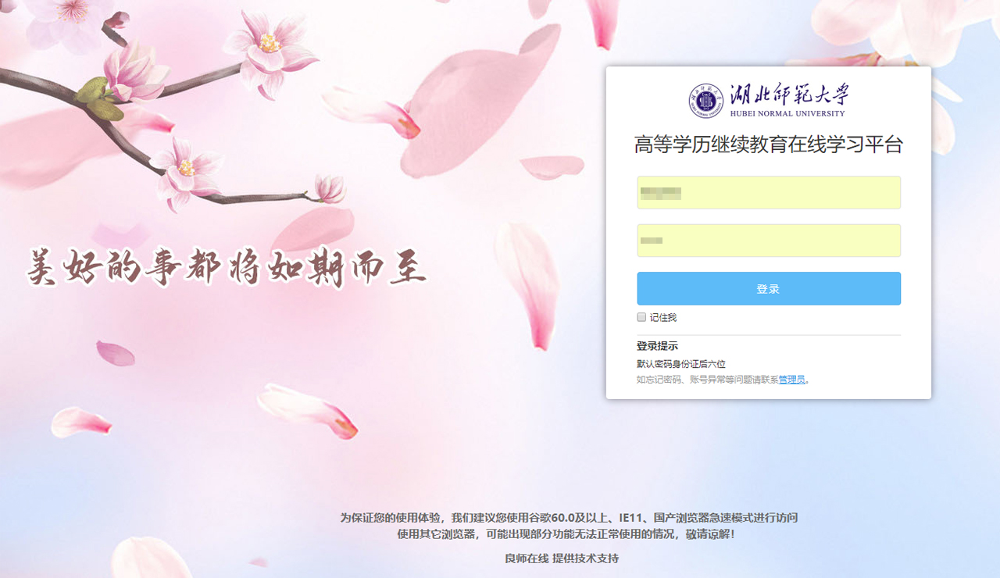 湖北师范大学
HUBEI NORMAL UNIVERSITY
高等学历继续教育在线学习平台
美好的事都将如期而至
登录
记住我
登录提示
默认密码身份证后六位
如忘记密码、账号异常等问题请联系管理员。
为保证您的使用体验，我们建议您使用谷歌60.0及以上、IE11、国产浏览器急速模式进行访问
使用其它浏览器，可能出现部分功能无法正常使用的情况，敬请谅解！
良师在线 提供技术支持